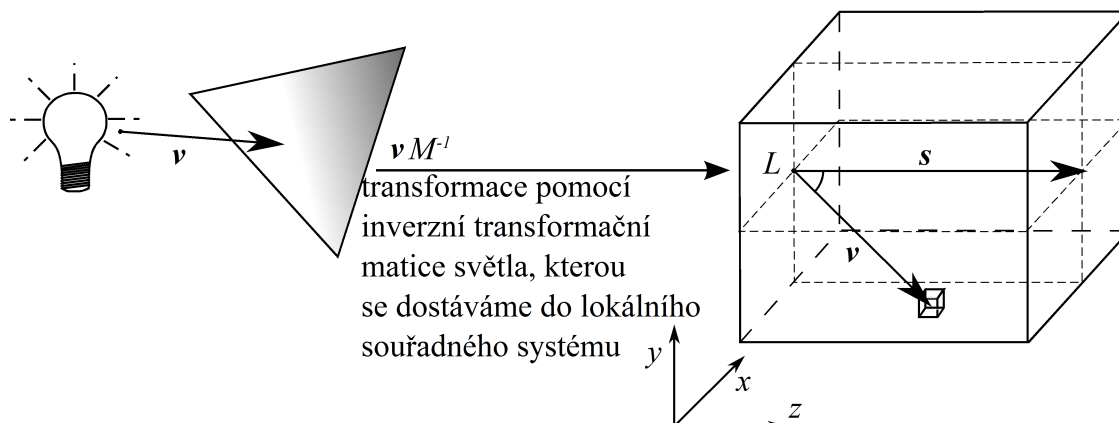 v
v M⁻¹
transformace pomocí
inverzní transformační
matice světla, kterou
se dostáváme do lokálního
souřadného systému
L
s
v
y
x
z